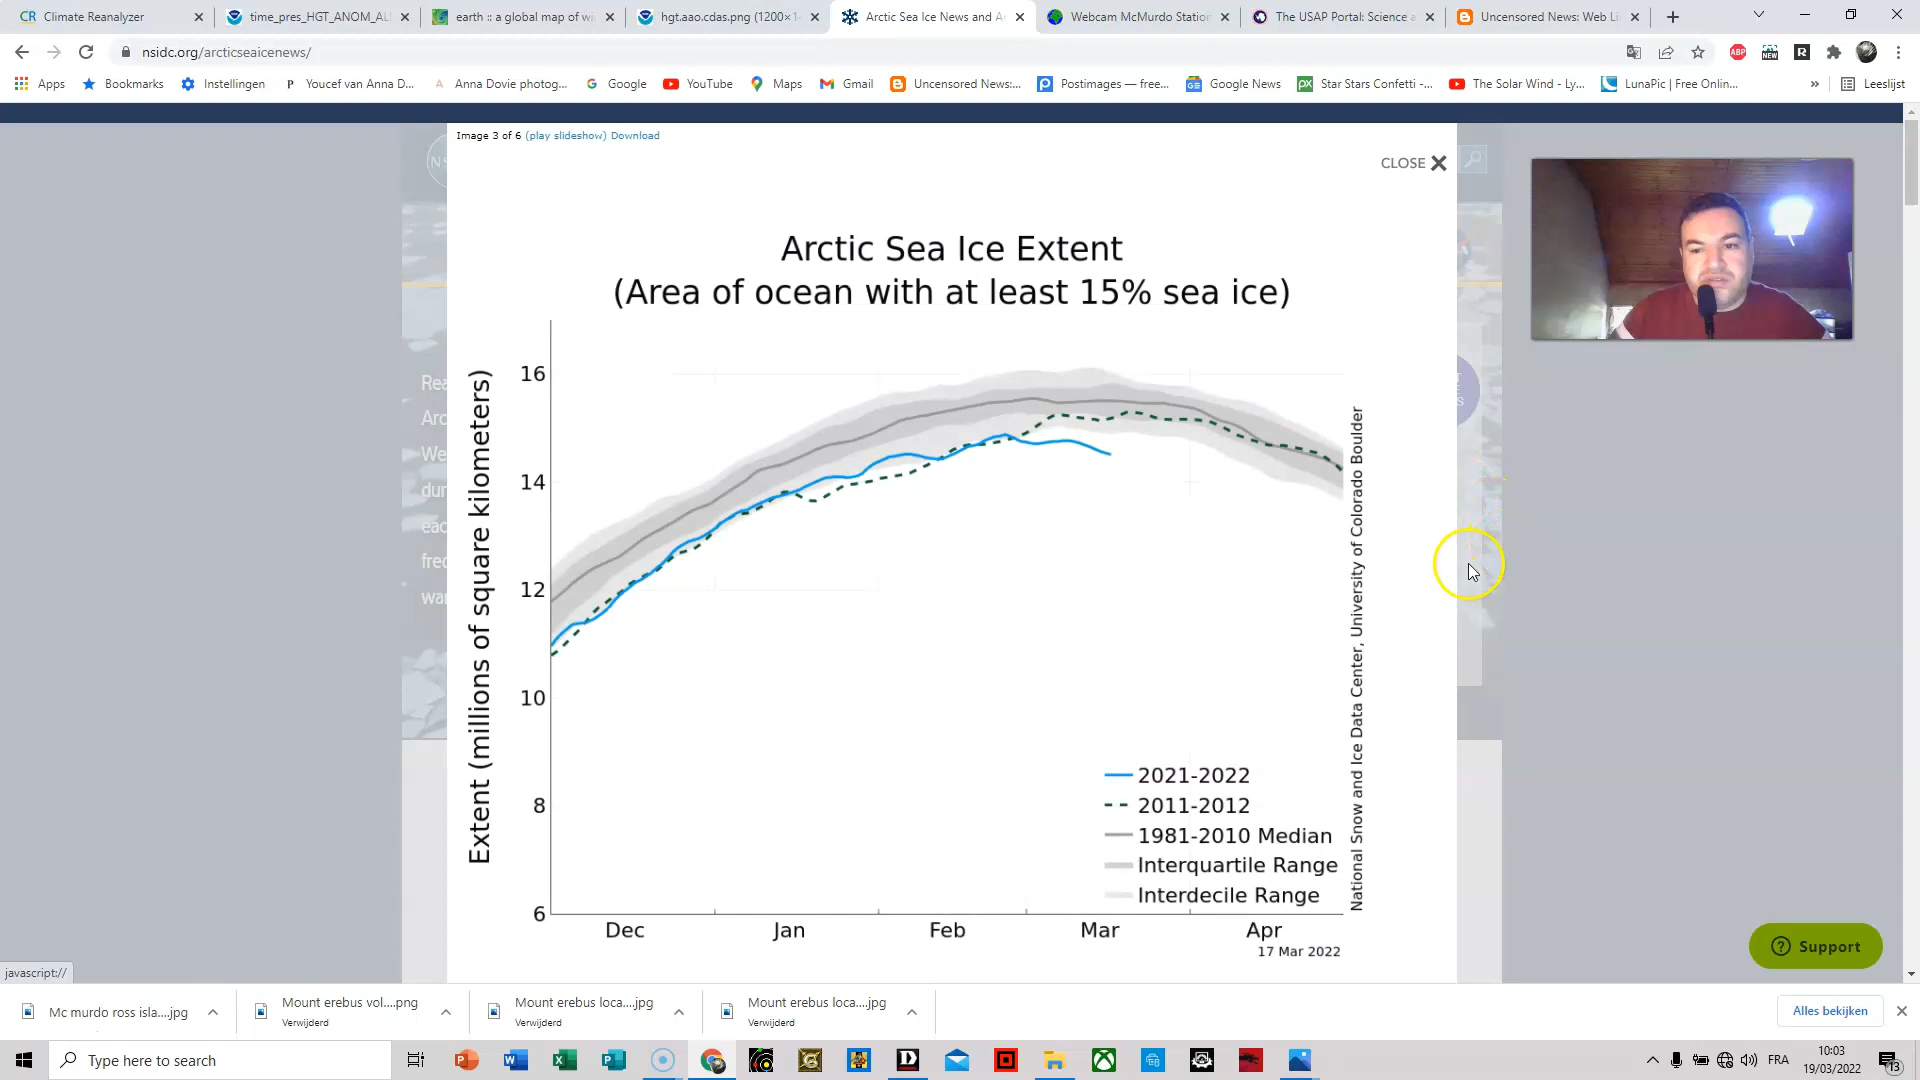 Climate Reanalyzer
time_pres_HGT_ANOM_AL
earth :: a global map of wi
hgt.aao.cdas.png (1200×1
Arctic Sea Ice News and A
Webcam McMurdo Station
The USAP Portal: Science a
Uncensored News: Web Li
nsidc.org/arcticseaicenews/
ABP
NEW
R
Apps
Bookmarks
Instellingen
P Youcef van Anna D...
A Anna Dovie photog...
Google
YouTube
Maps
Gmail
Uncensored News:...
Postimages — free...
Google News
Star Stars Confetti -...
The Solar Wind - Ly...
LunaPic | Free Onlin...
»
Leeslijst
Image 3 of 6 (play slideshow) Download
CLOSE
Arctic Sea Ice Extent
(Area of ocean with at least 15% sea ice)
Extent (millions of square kilometers)
16
14
12
10
8
6
Dec
Jan
Feb
Mar
Apr
17 Mar 2022
2021-2022
2011-2012
1981-2010 Median
Interquartile Range
Interdecile Range
National Snow and Ice Data Center, University of Colorado Boulder
Support
javascript://
Mc murdo ross isla....jpg
Mount erebus vol....png
Verwijderd
Mount erebus loca....jpg
Verwijderd
Mount erebus loca....jpg
Verwijderd
Alles bekijken
Type here to search
FRA
10:03
19/03/2022
13